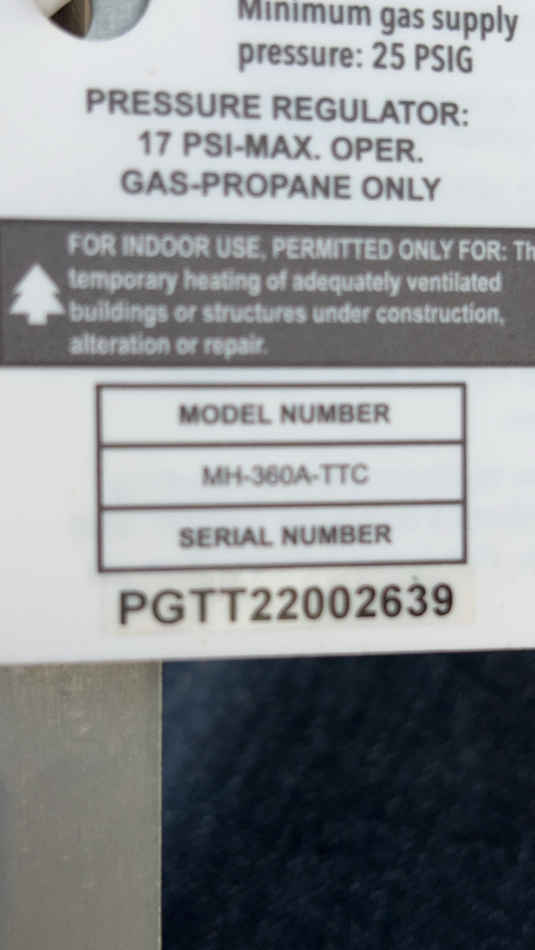 Minimum gas supply
pressure: 25 PSIG
PRESSURE REGULATOR:
17 PSI-MAX. OPER.
GAS-PROPANE ONLY
FOR INDOOR USE, PERMITTED ONLY FOR: Th
temporary heating of adequately ventilated
buildings or structures under construction,
alteration or repair.
MODEL NUMBER
MH-360A-TTC
SERIAL NUMBER
PGTT22002639